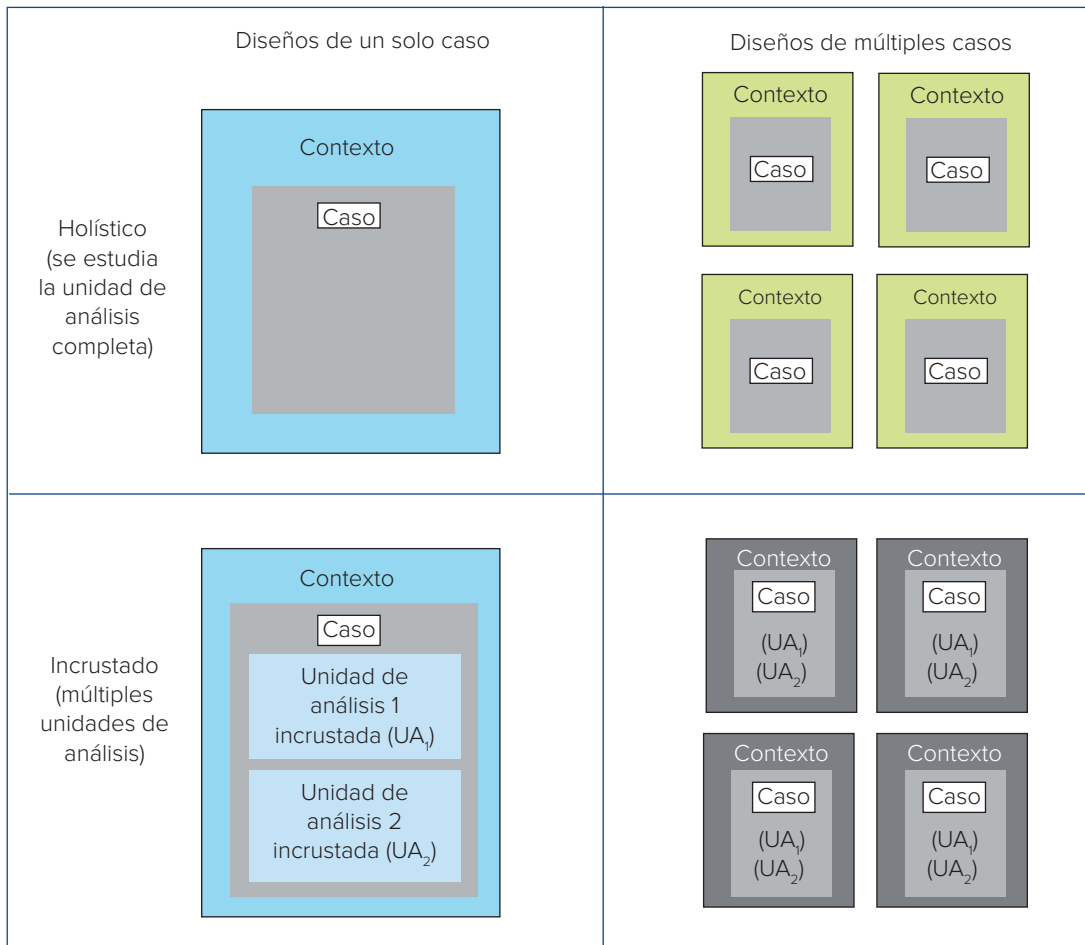 Diseños de un solo caso
Diseños de múltiples casos
Holístico
(se estudia
la unidad de
análisis
completa)
Contexto
Caso
Contexto
Caso
Contexto
Caso
Contexto
Caso
Contexto
Caso
Incrustado
(múltiples
unidades de
análisis)
Contexto
Caso
Unidad de
análisis 1
incrustada (UA₁)
Unidad de
análisis 2
incrustada (UA₂)
Contexto
Caso
(UA₁)
(UA₂)
Contexto
Caso
(UA₁)
(UA₂)
Contexto
Caso
(UA₁)
(UA₂)
Contexto
Caso
(UA₁)
(UA₂)